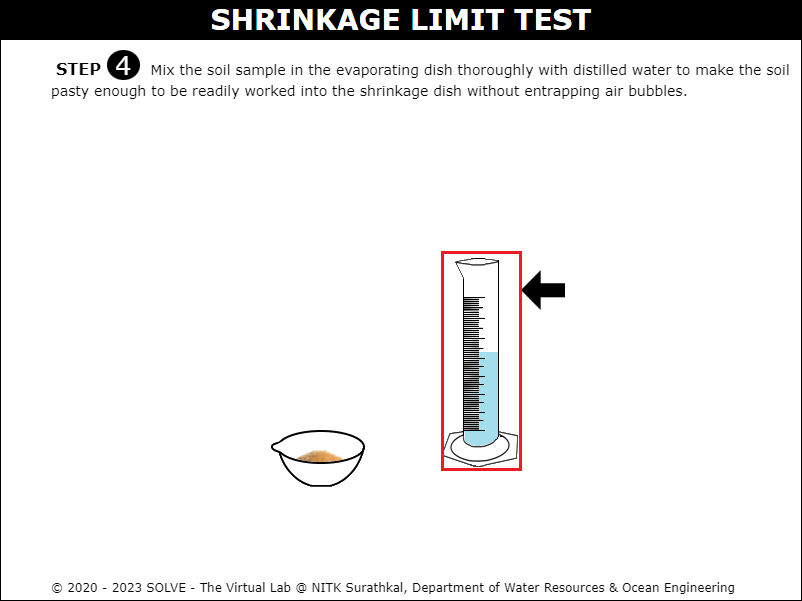 SHRINKAGE LIMIT TEST
STEP 4 Mix the soil sample in the evaporating dish thoroughly with distilled water to make the soil
pasty enough to be readily worked into the shrinkage dish without entrapping air bubbles.
© 2020 - 2023 SOLVE - The Virtual Lab @ NITK Surathkal, Department of Water Resources & Ocean Engineering